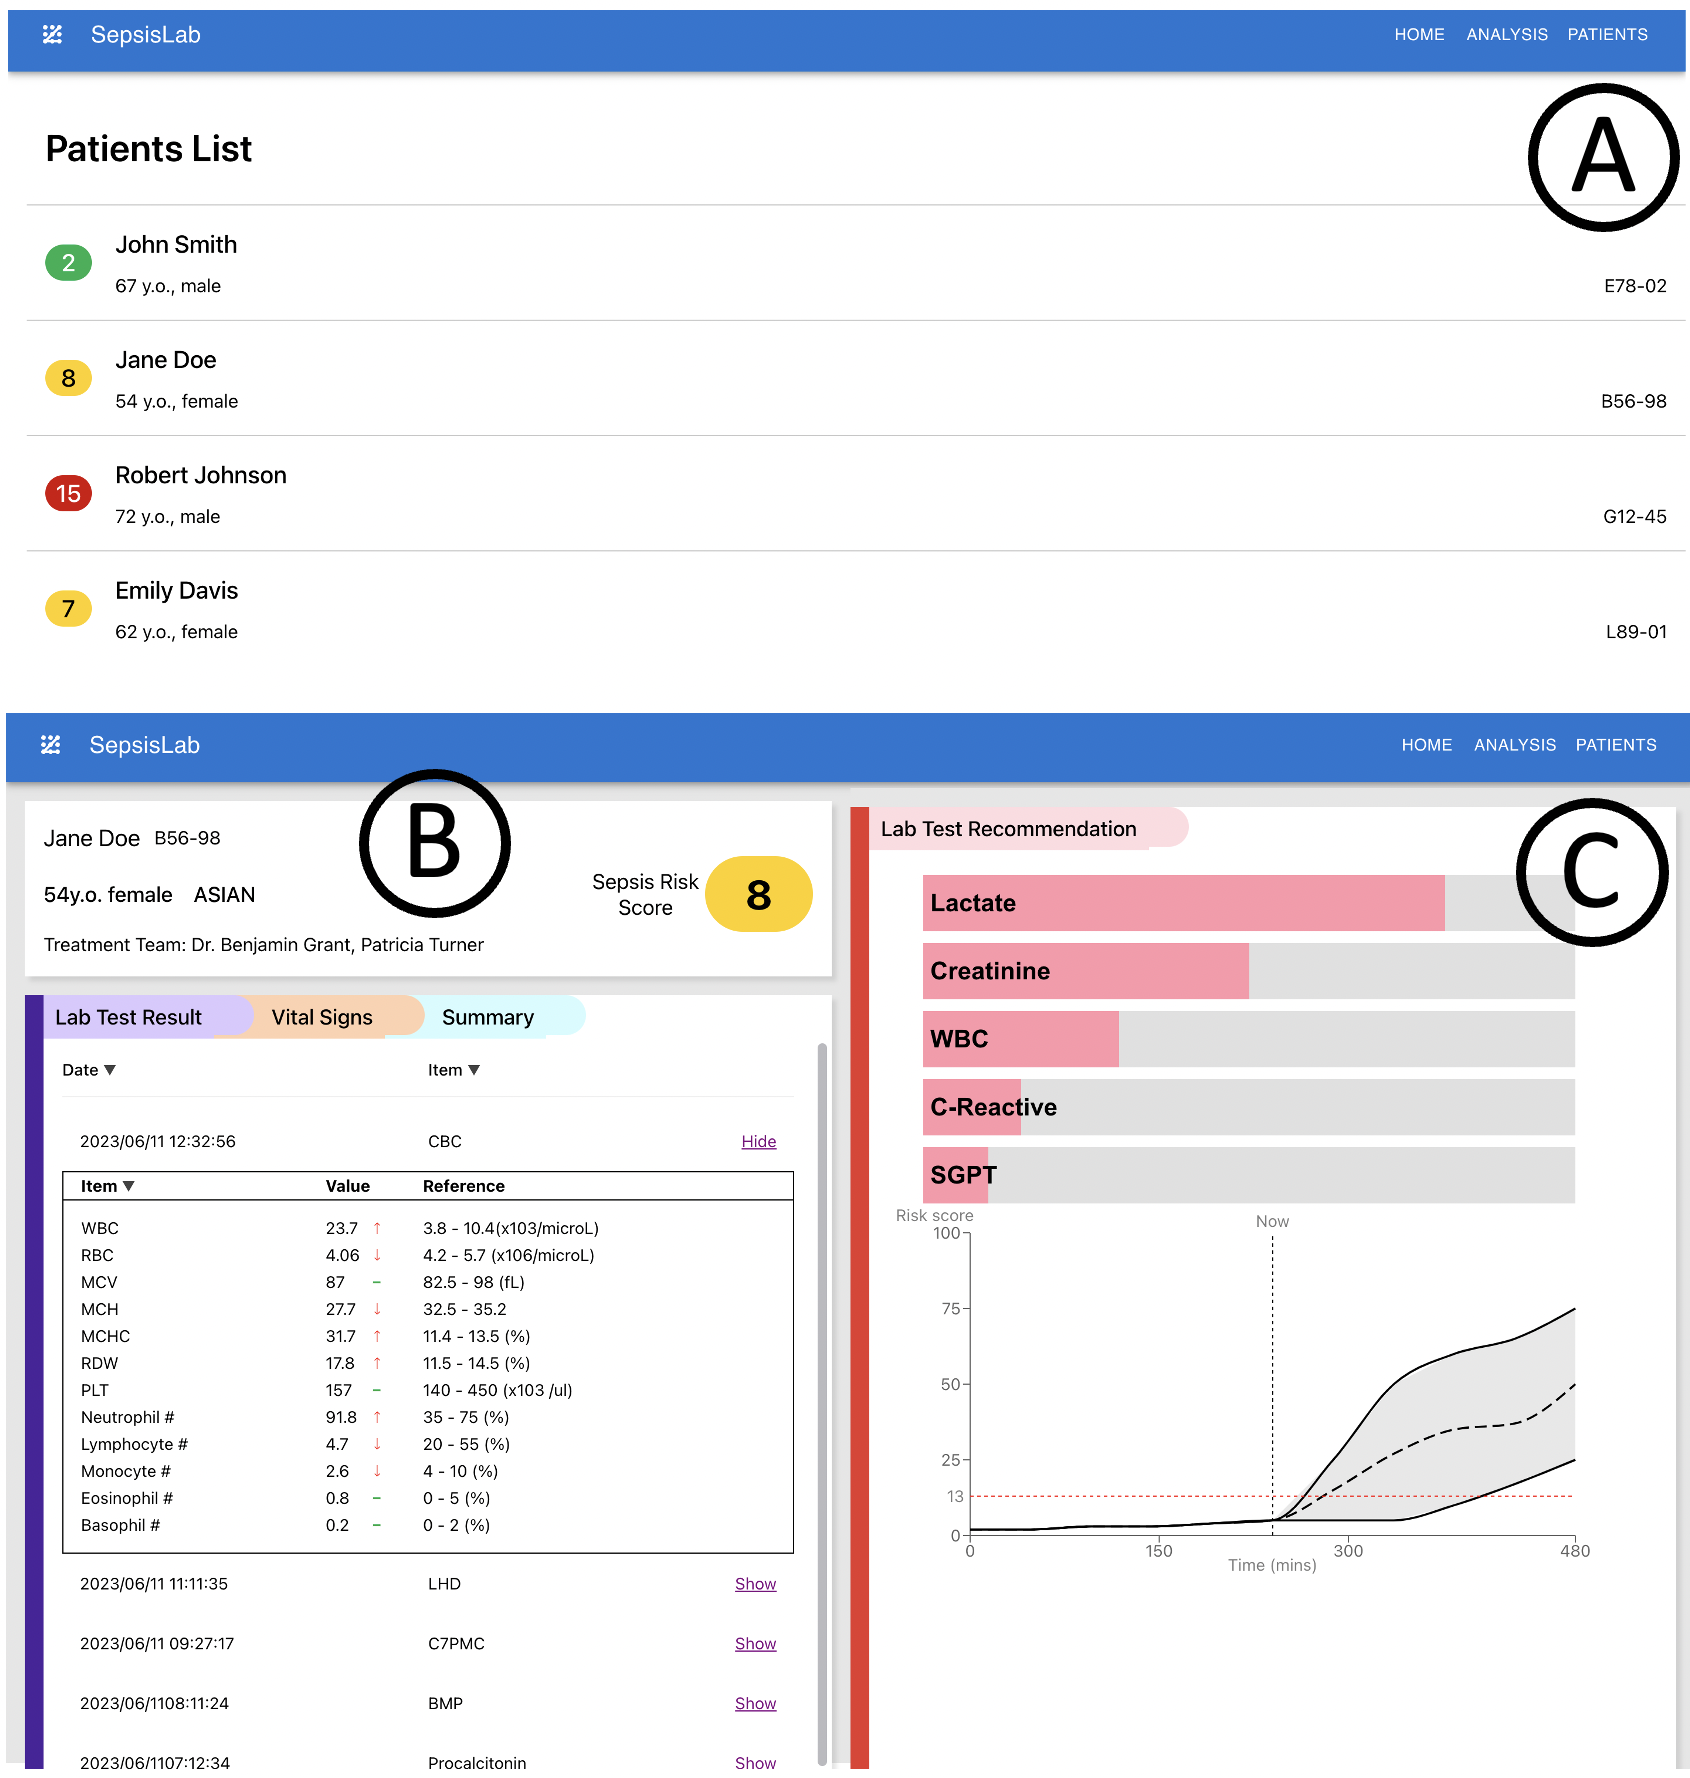 SepsisLab HOME ANALYSIS PATIENTS
A
Patients List
2 John Smith
67 y.o., male E78-02
8 Jane Doe
54 y.o., female B56-98
15 Robert Johnson
72 y.o., male G12-45
7 Emily Davis
62 y.o., female L89-01
SepsisLab HOME ANALYSIS PATIENTS
B
Jane Doe B56-98
54y.o. female ASIAN
Sepsis Risk
Score
8
Treatment Team: Dr. Benjamin Grant, Patricia Turner
Lab Test Result Vital Signs Summary
Date ▼ Item ▼
2023/06/11 12:32:56 CBC Hide
Item ▼ Value Reference
WBC 23.7 ↑ 3.8 - 10.4(x103/microL)
RBC 4.06 ↓ 4.2 - 5.7 (x106/microL)
MCV 87 – 82.5 - 98 (fL)
MCH 27.7 ↓ 32.5 - 35.2
MCHC 31.7 ↑ 11.4 - 13.5 (%)
RDW 17.8 ↑ 11.5 - 14.5 (%)
PLT 157 – 140 - 450 (x103 /ul)
Neutrophil # 91.8 ↑ 35 - 75 (%)
Lymphocyte # 4.7 ↓ 20 - 55 (%)
Monocyte # 2.6 ↓ 4 - 10 (%)
Eosinophil # 0.8 – 0 - 5 (%)
Basophil # 0.2 – 0 - 2 (%)
2023/06/11 11:11:35 LHD Show
2023/06/11 09:27:17 C7PMC Show
2023/06/1108:11:24 BMP Show
2023/06/1107:12:34 Procalcitonin Show
C
Lab Test Recommendation
Lactate
Creatinine
WBC
C-Reactive
SGPT
Risk score
Now
100
75
50
25
13
0
0 150 300 480
Time (mins)